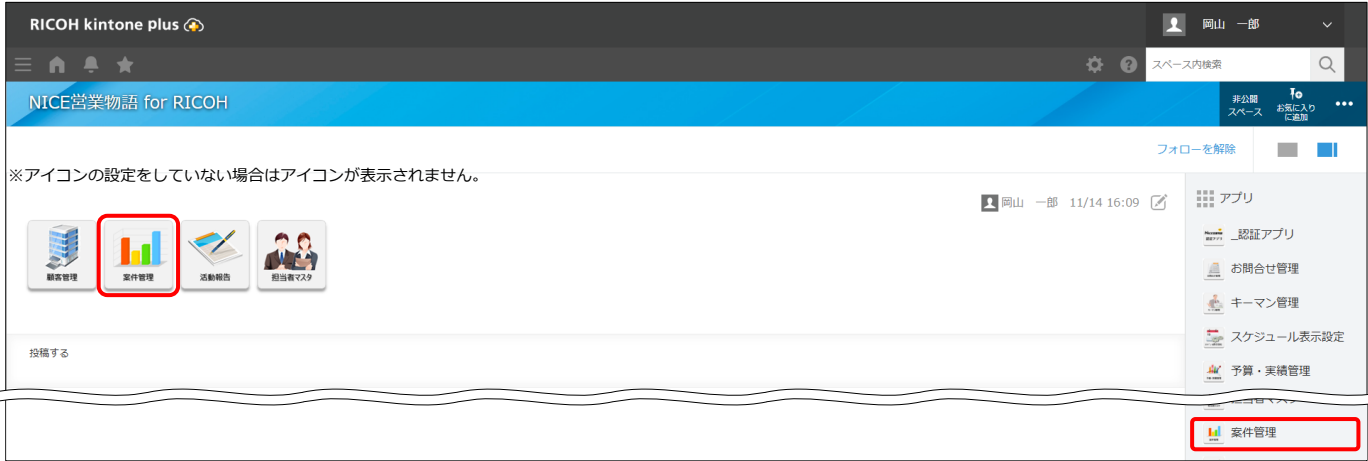 RICOH kintone plus
岡山 一郎
スペース内検索
NICE営業物語 for RICOH
非公開
スペース
お気に入り
に追加
フォローを解除
※アイコンの設定をしていない場合はアイコンが表示されません。
岡山 一郎 11/14 16:09
顧客管理
案件管理
活動報告
担当者マスタ
投稿する
アプリ
_認証アプリ
お問合せ管理
キーマン管理
スケジュール表示設定
予算・実績管理
案件管理